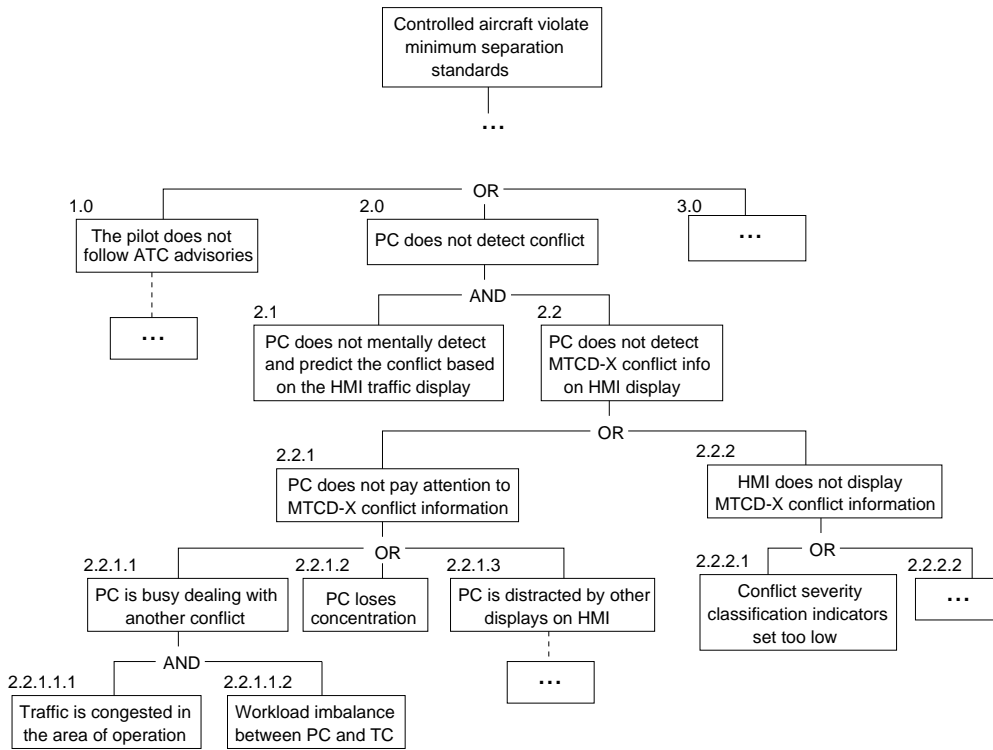 Controlled aircraft violate
minimum separation
standards
...
OR
1.0
2.0
3.0
The pilot does not
follow ATC advisories
PC does not detect conflict
...
...
AND
2.1
2.2
PC does not mentally detect
and predict the conflict based
on the HMI traffic display
PC does not detect
MTCD-X conflict info
on HMI display
OR
2.2.1
2.2.2
PC does not pay attention to
MTCD-X conflict information
HMI does not display
MTCD-X conflict information
OR
OR
2.2.1.1
2.2.1.2
2.2.1.3
2.2.2.1
2.2.2.2
PC is busy dealing with
another conflict
PC loses
concentration
PC is distracted by other
displays on HMI
Conflict severity
classification indicators
set too low
...
AND
...
2.2.1.1.1
2.2.1.1.2
Traffic is congested in
the area of operation
Workload imbalance
between PC and TC